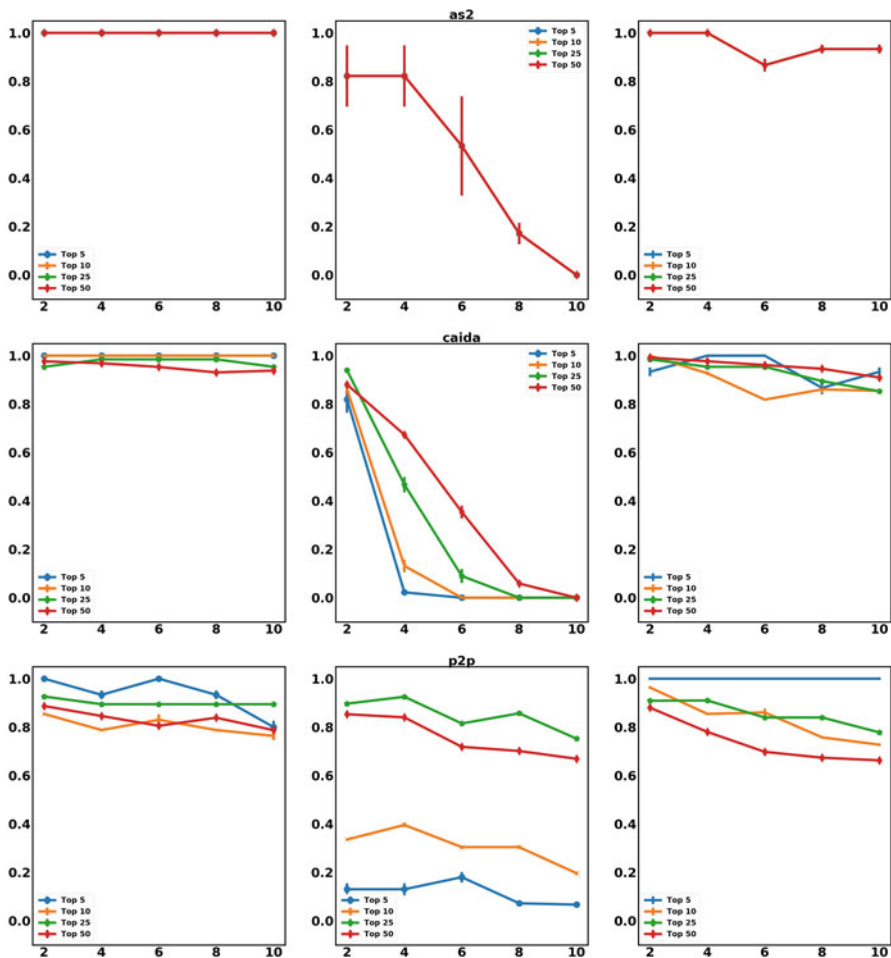 as2
1.0 1.0 1.0
Top 5
Top 10
Top 25
Top 50
0.8 0.8 0.8
0.6 0.6 0.6
0.4 0.4 0.4
0.2 0.2 0.2
Top 5 Top 5
Top 10 Top 10
0.0 0.0 0.0
Top 25 Top 25
Top 50 Top 50
2 4 6 8 10 2 4 6 8 10 2 4 6 8 10
caida
1.0 1.0 1.0
Top 5
Top 10
Top 25
Top 50
0.8 0.8 0.8
0.6 0.6 0.6
0.4 0.4 0.4
0.2 0.2 0.2
Top 5 Top 5
Top 10 Top 10
0.0 0.0 0.0
Top 25 Top 25
Top 50 Top 50
2 4 6 8 10 2 4 6 8 10 2 4 6 8 10
p2p
1.0 1.0 1.0
0.8 0.8 0.8
0.6 0.6 0.6
0.4 0.4 0.4
0.2 0.2 0.2
Top 5 Top 5 Top 5
Top 10 Top 10 Top 10
0.0 0.0 0.0
Top 25 Top 25 Top 25
Top 50 Top 50 Top 50
2 4 6 8 10 2 4 6 8 10 2 4 6 8 10